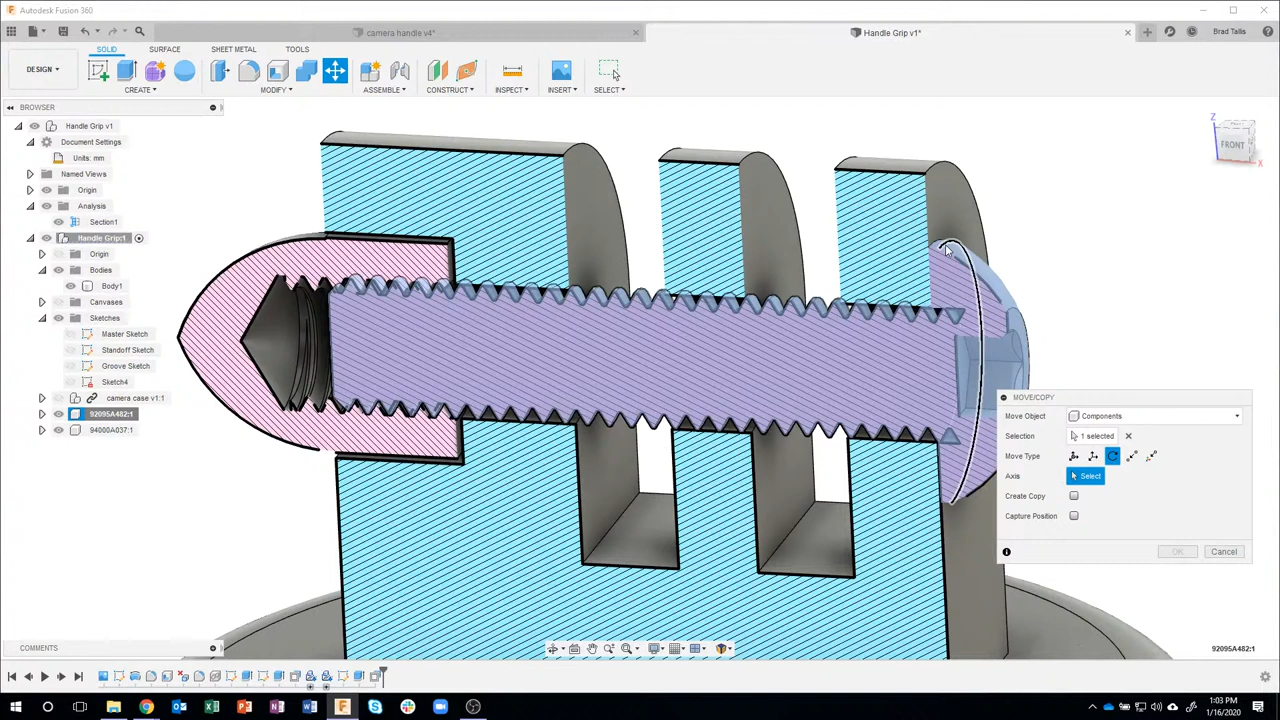 Autodesk Fusion 360
camera handle v4*
Handle Grip v1*
Brad Tallis
SOLID
SURFACE
SHEET METAL
TOOLS
DESIGN
CREATE
MODIFY
ASSEMBLE
CONSTRUCT
INSPECT
INSERT
SELECT
BROWSER
Handle Grip v1
Document Settings
Units: mm
Named Views
Origin
Analysis
Section1
Handle Grip:1
Origin
Bodies
Body1
Canvases
Sketches
Master Sketch
Standoff Sketch
Groove Sketch
Sketch4
camera case v1:1
92095A482:1
94000A037:1
Z
FRONT
X
MOVE/COPY
Move Object
Components
Selection
1 selected
Move Type
Axis
Select
Create Copy
Capture Position
OK
Cancel
COMMENTS
92095A482:1
1:03 PM
1/16/2020